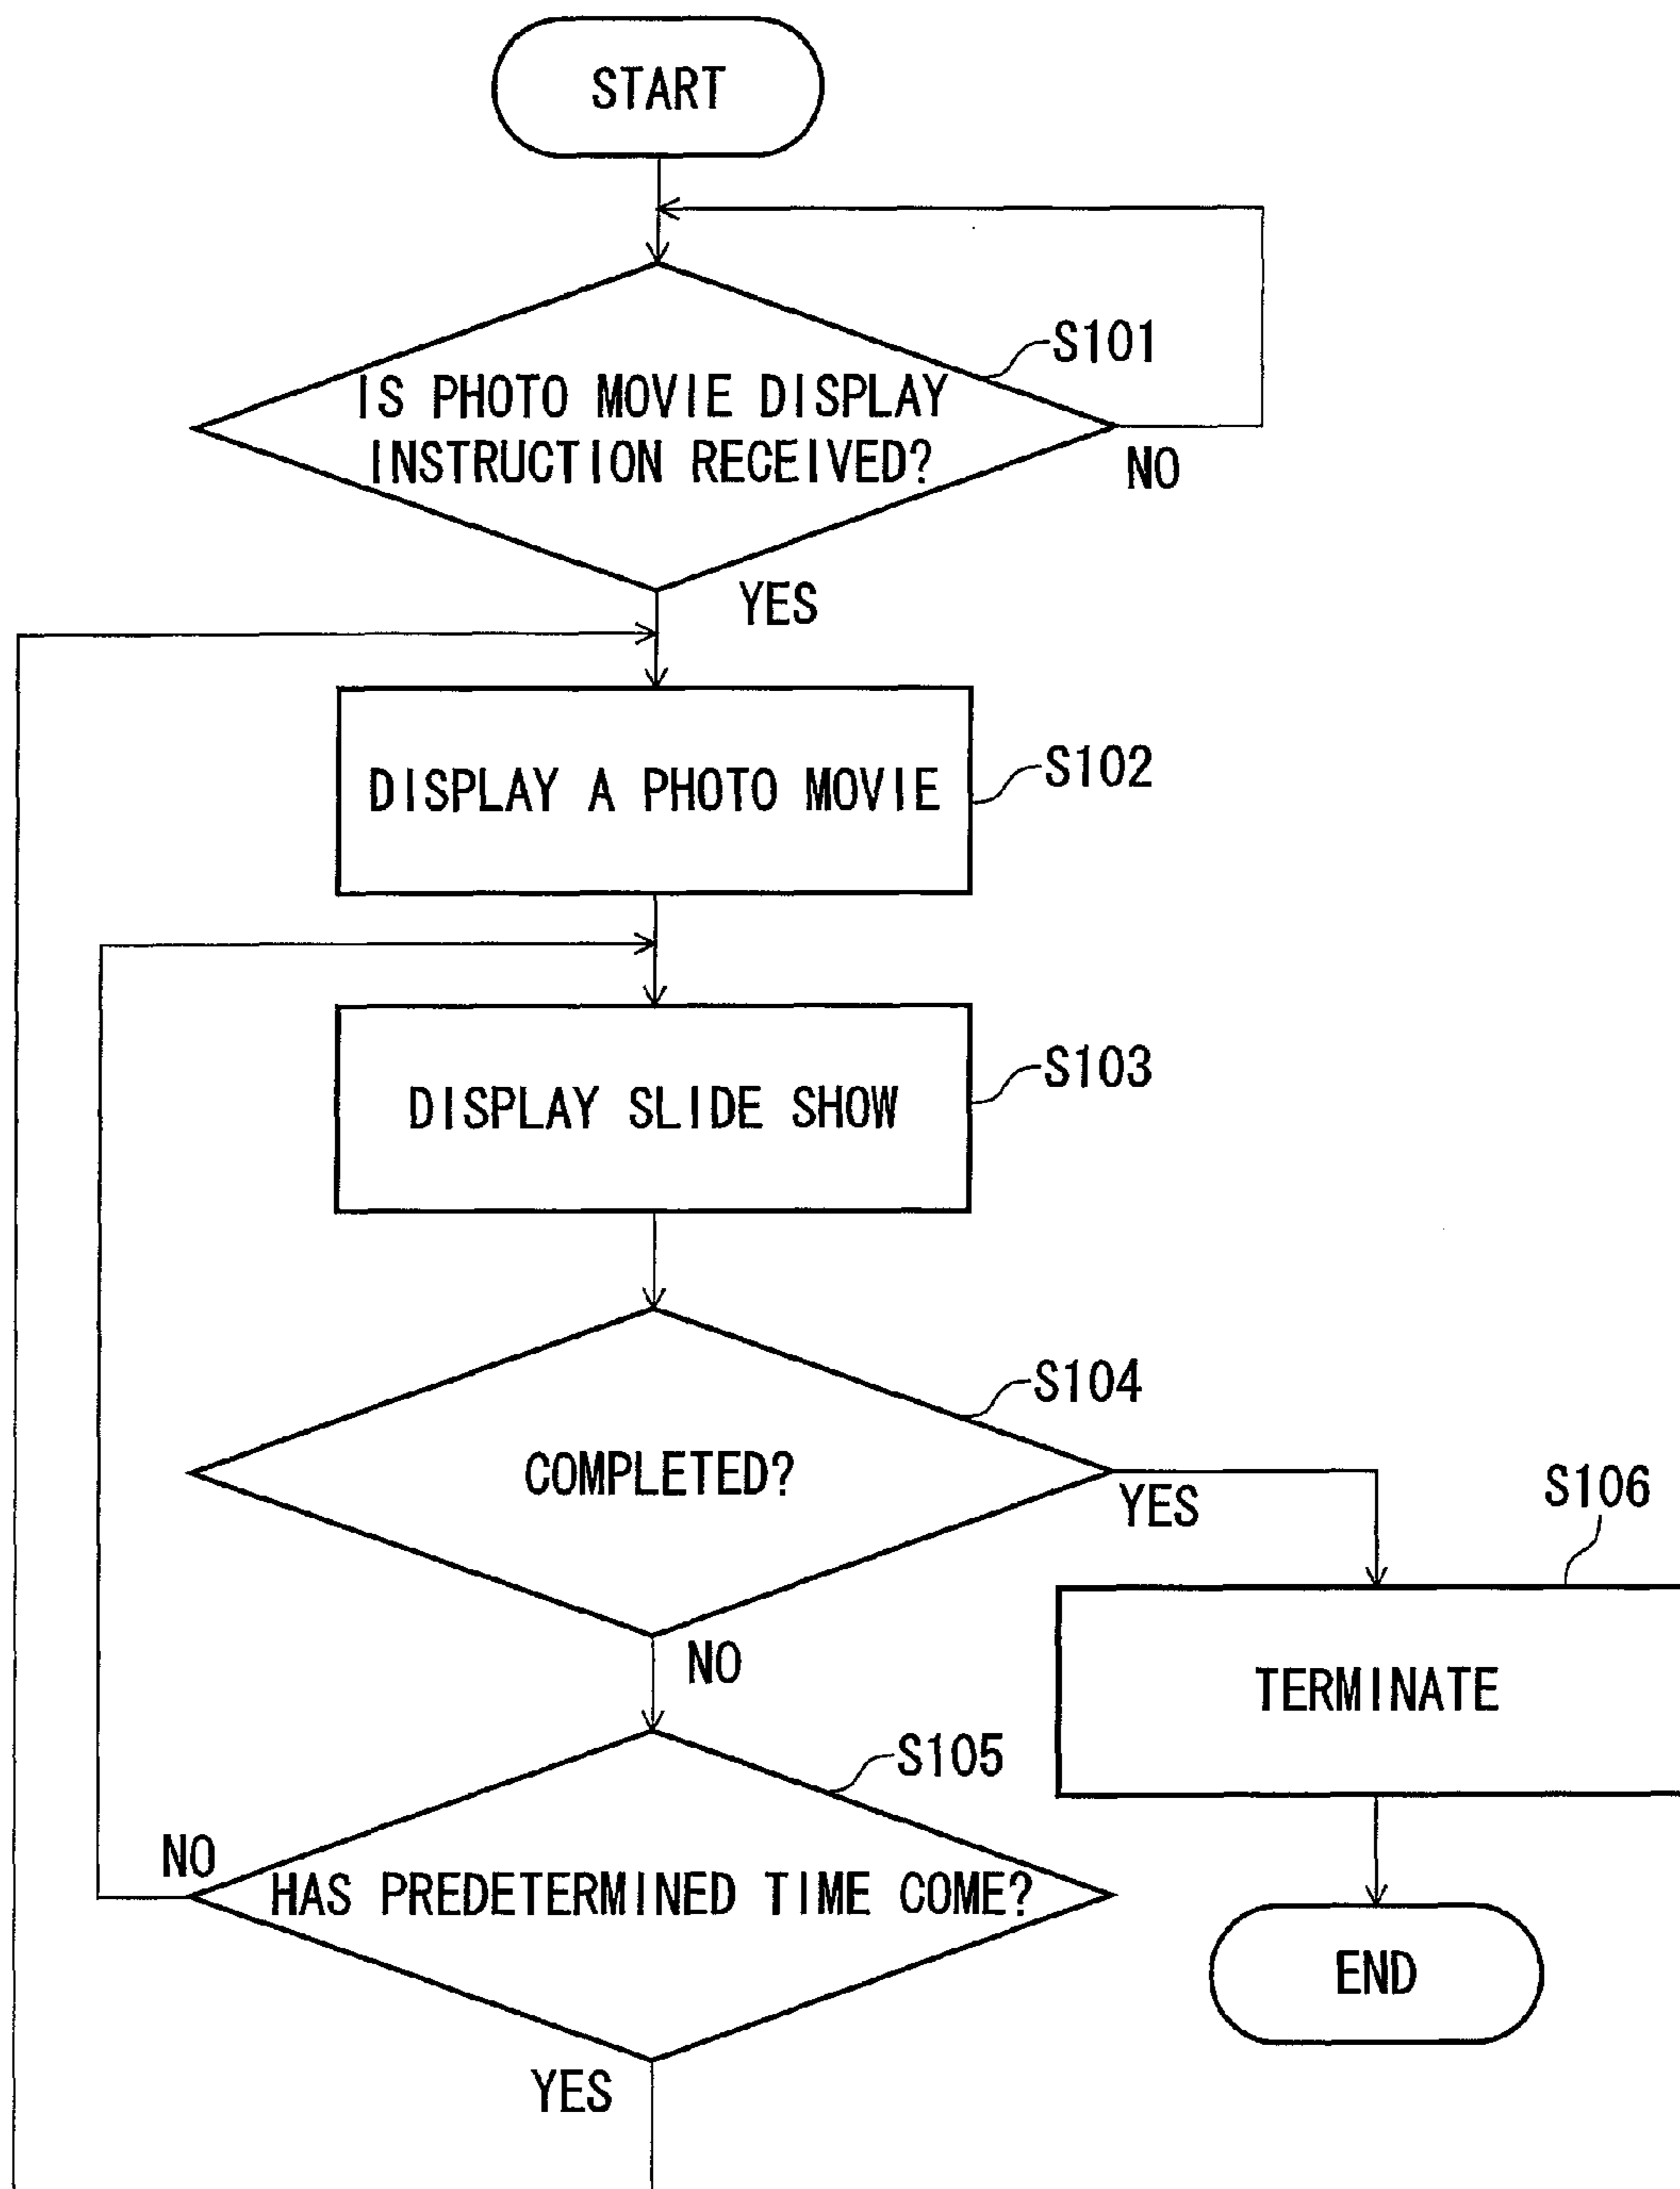 START
S101
IS PHOTO MOVIE DISPLAY
INSTRUCTION RECEIVED?
NO
YES
DISPLAY A PHOTO MOVIE
S102
DISPLAY SLIDE SHOW
S103
S104
COMPLETED?
YES
S106
NO
TERMINATE
S105
NO
HAS PREDETERMINED TIME COME?
END
YES